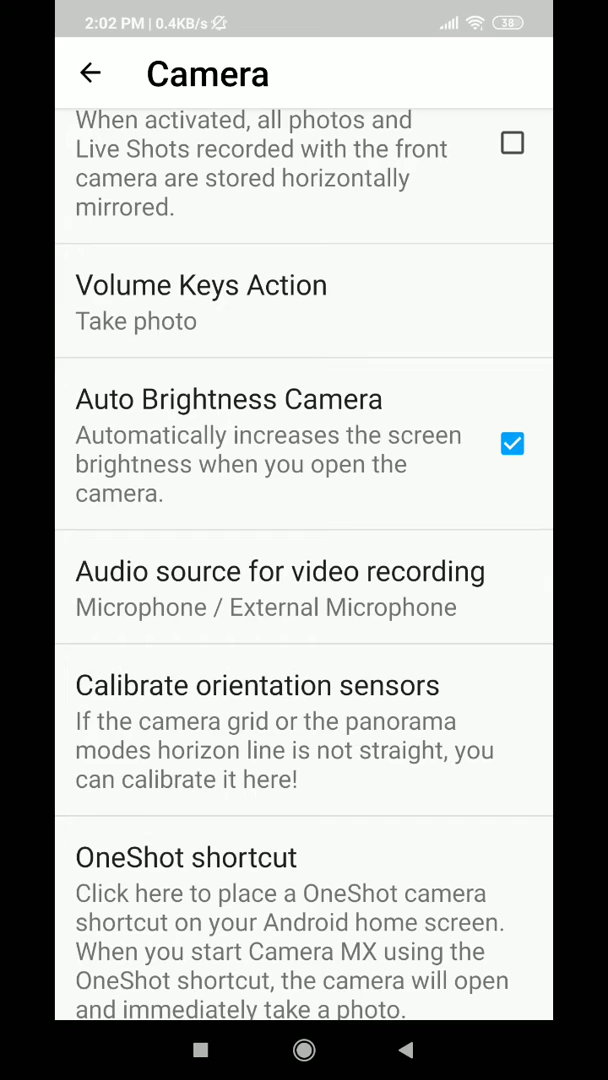 2:02 PM | 0.4KB/s
38
Camera
When activated, all photos and
Live Shots recorded with the front
camera are stored horizontally
mirrored.
Volume Keys Action
Take photo
Auto Brightness Camera
Automatically increases the screen
brightness when you open the
camera.
Audio source for video recording
Microphone / External Microphone
Calibrate orientation sensors
If the camera grid or the panorama
modes horizon line is not straight, you
can calibrate it here!
OneShot shortcut
Click here to place a OneShot camera
shortcut on your Android home screen.
When you start Camera MX using the
OneShot shortcut, the camera will open
and immediately take a photo.